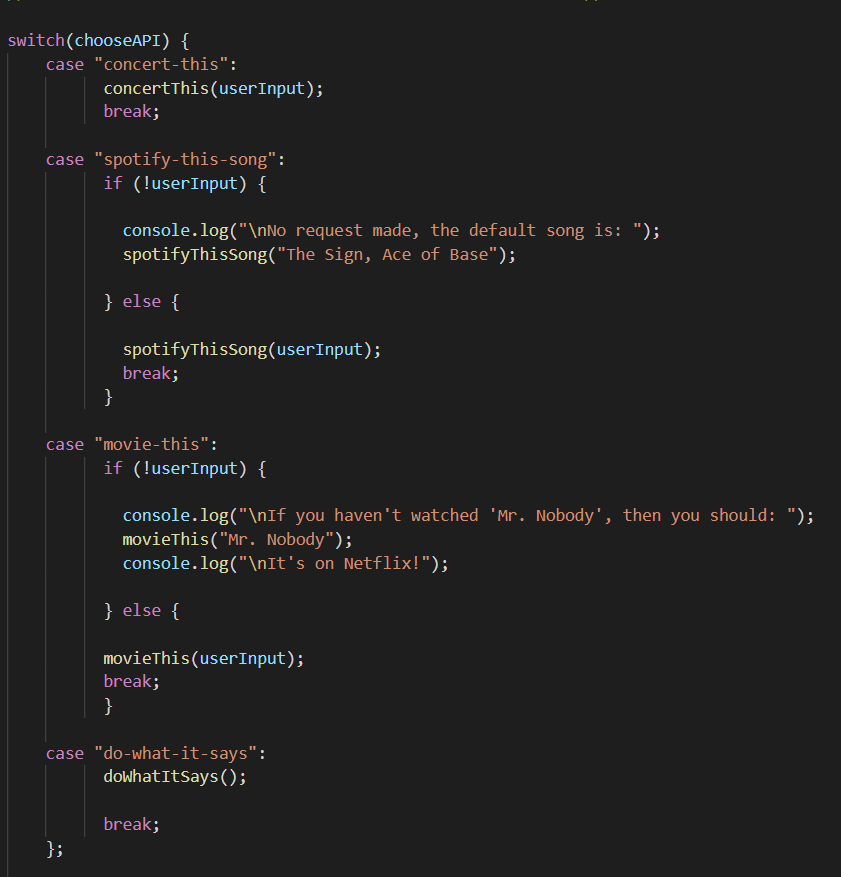 switch(chooseAPI) {
    case "concert-this":
          concertThis(userInput);
          break;

    case "spotify-this-song":
          if (!userInput) {

            console.log("\nNo request made, the default song is: ");
            spotifyThisSong("The Sign, Ace of Base");

          } else {

            spotifyThisSong(userInput);
            break;
          }

    case "movie-this":
          if (!userInput) {

            console.log("\nIf you haven't watched 'Mr. Nobody', then you should: ");
            movieThis("Mr. Nobody");
            console.log("\nIt's on Netflix!");

          } else {

          movieThis(userInput);
          break;
          }

    case "do-what-it-says":
          doWhatItSays();

          break;
    };